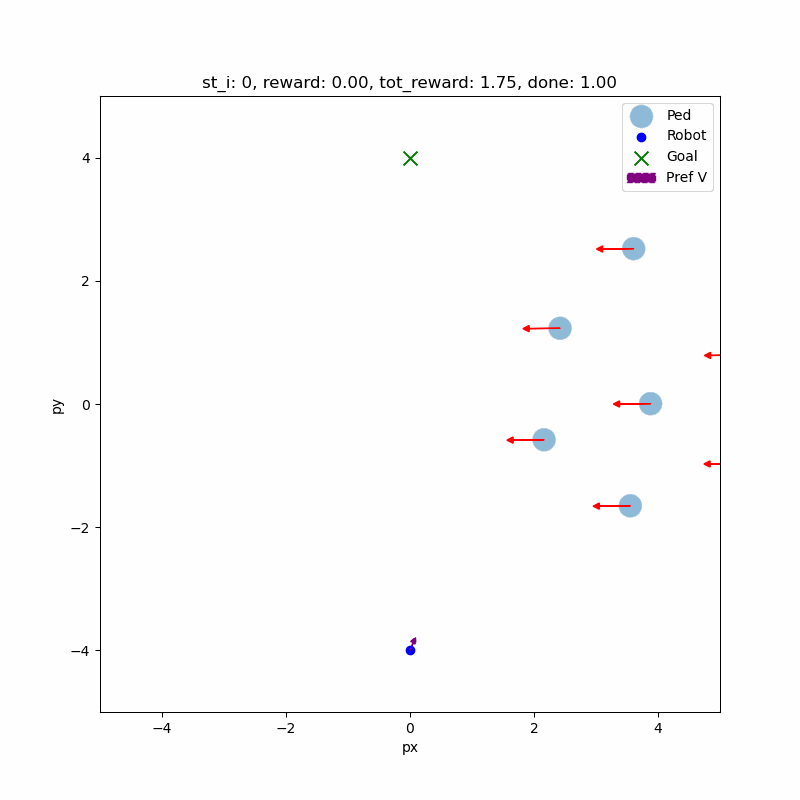 st_i: 0, reward: 0.00, tot_reward: 1.75, done: 1.00
Ped
Robot
Goal
Pref V
4
2
0
−2
−4
py
−4
−2
0
2
4
px